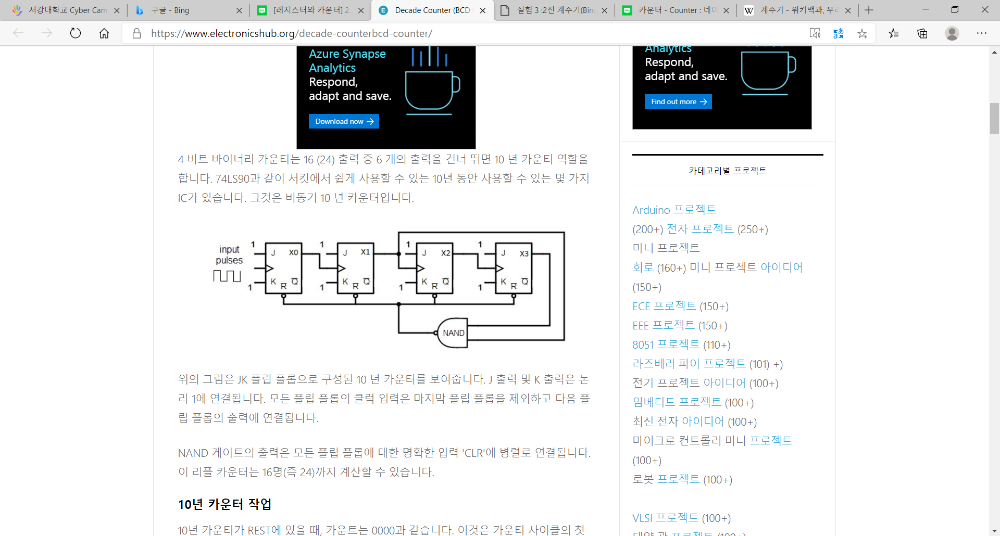 서강대학교 Cyber Cam
구글 - Bing
[레지스터와 카운터] 2.
Decade Counter (BCD
실험 3 :2진 계수기(Bin
카운터 - Counter : 네이
계수기 - 위키백과, 우리
https://www.electronicshub.org/decade-counterbcd-counter/
Azure Synapse
Analytics
Respond,
adapt and save.
Download now →
Analytics
Respond,
adapt and save.
Find out more →
4 비트 바이너리 카운터는 16 (24) 출력 중 6 개의 출력을 건너 뛰면 10 년 카운터 역할을
합니다. 74LS90과 같이 서킷에서 쉽게 사용할 수 있는 10년 동안 사용할 수 있는 몇 가지
IC가 있습니다. 그것은 비동기 10 년 카운터입니다.
input
pulses
1 1 1 1
J X0 J X1 J X2 J X3
K R Q̅ K R̅ Q̅ K R̅ Q̅ K R̅ Q̅
1 1 1 1
NAND
위의 그림은 JK 플립 플롭으로 구성된 10 년 카운터를 보여줍니다. J 출력 및 K 출력은 논
리 1에 연결됩니다. 모든 플립 플롭의 클럭 입력은 마지막 플립 플롭을 제외하고 다음 플
립 플롭의 출력에 연결됩니다.
NAND 게이트의 출력은 모든 플립 플롭에 대한 명확한 입력 'CLR'에 병렬로 연결됩니다.
이 리플 카운터는 16명(즉 24)까지 계산할 수 있습니다.
10년 카운터 작업
10년 카운터가 REST에 있을 때, 카운트는 0000과 같습니다. 이것은 카운터 사이클의 첫
카테고리별 프로젝트
Arduino 프로젝트
(200+) 전자 프로젝트 (250+)
미니 프로젝트
회로 (160+) 미니 프로젝트 아이디어
(150+)
ECE 프로젝트 (150+)
EEE 프로젝트 (150+)
8051 프로젝트 (110+)
라즈베리 파이 프로젝트 (101) +)
전기 프로젝트 아이디어 (100+)
임베디드 프로젝트 (100+)
최신 전자 아이디어 (100+)
마이크로 컨트롤러 미니 프로젝트
(100+)
로봇 프로젝트 (100+)
VLSI 프로젝트 (100+)
태양 광 프로젝트 (100+)